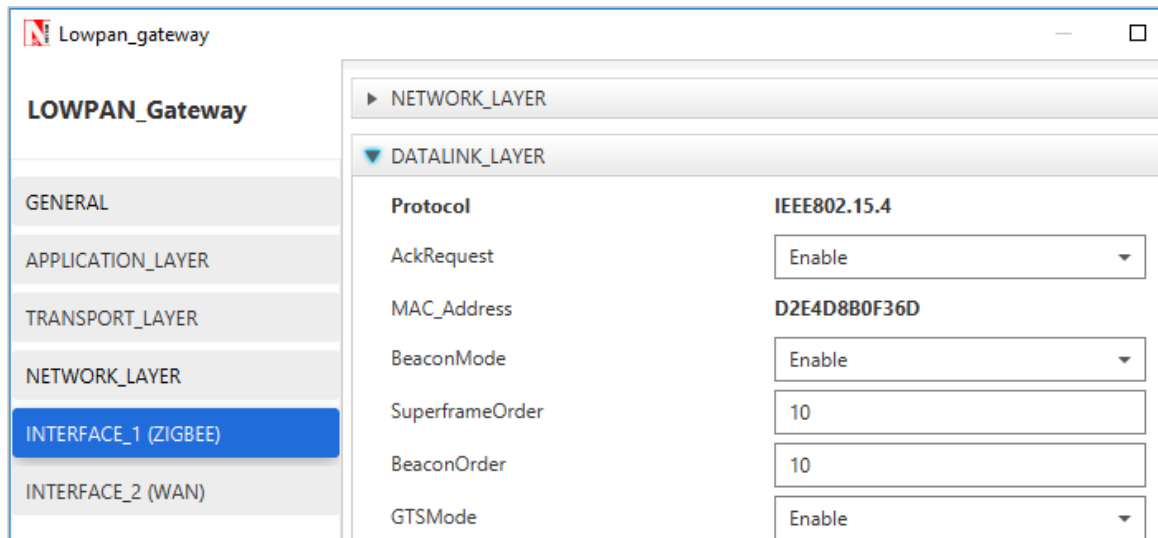 Lowpan_gateway
LOWPAN_Gateway
GENERAL
APPLICATION_LAYER
TRANSPORT_LAYER
NETWORK_LAYER
INTERFACE_1 (ZIGBEE)
INTERFACE_2 (WAN)
NETWORK_LAYER
DATALINK_LAYER
Protocol IEEE802.15.4
AckRequest Enable
MAC_Address D2E4D8B0F36D
BeaconMode Enable
SuperframeOrder 10
BeaconOrder 10
GTSMode Enable